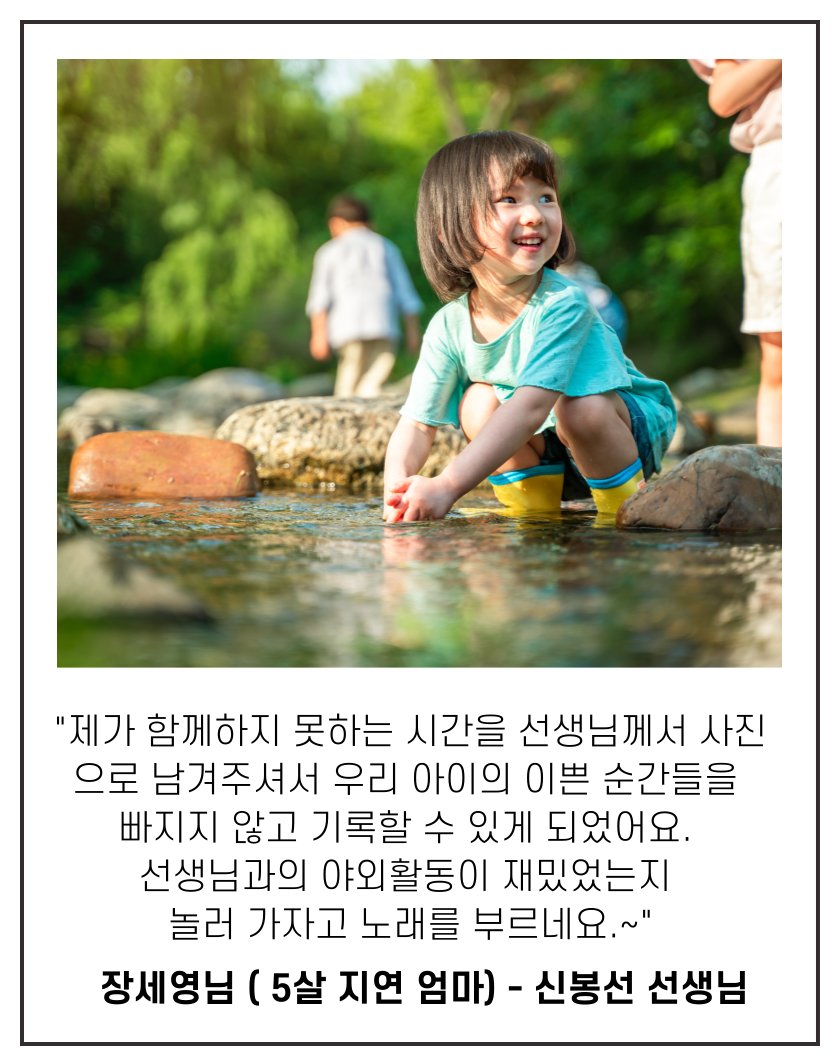 "제가 함께하지 못하는 시간을 선생님께서 사진
으로 남겨주셔서 우리 아이의 이쁜 순간들을
빠지지 않고 기록할 수 있게 되었어요.
선생님과의 야외활동이 재밌었는지
놀러 가자고 노래를 부르네요.~"
장세영님 ( 5살 지연 엄마) - 신봉선 선생님